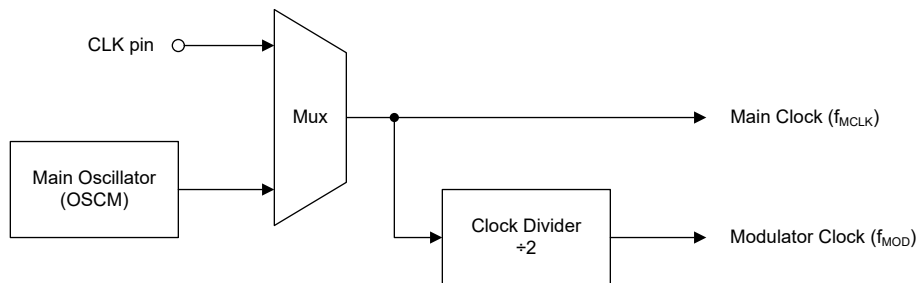 CLK pin
Mux
Main Clock (fMCLK)
Main Oscillator
(OSCM)
Clock Divider
÷2
Modulator Clock (fMOD)